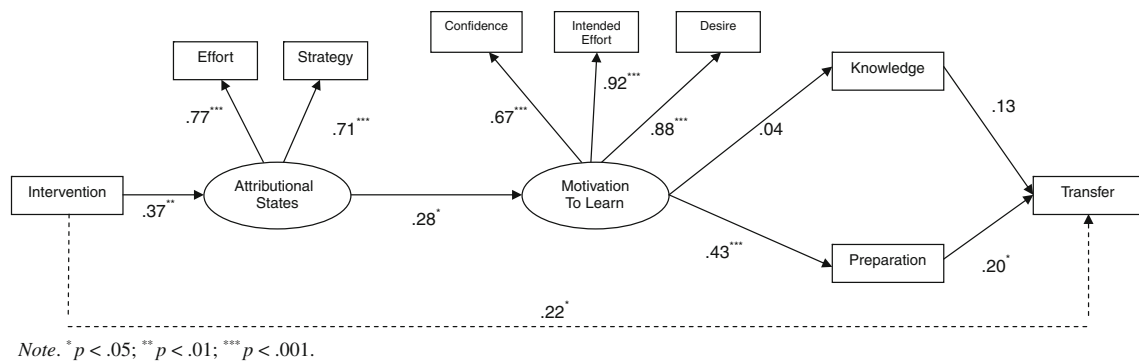 Confidence
Intended
Effort
Desire
Effort
Strategy
Knowledge
.77***
.71***
.67***
.92***
.88***
.04
.13
Intervention
.37**
Attributional
States
.28*
Motivation
To Learn
Transfer
.43***
Preparation
.20*
.22*
Note. *p < .05; **p < .01; ***p < .001.